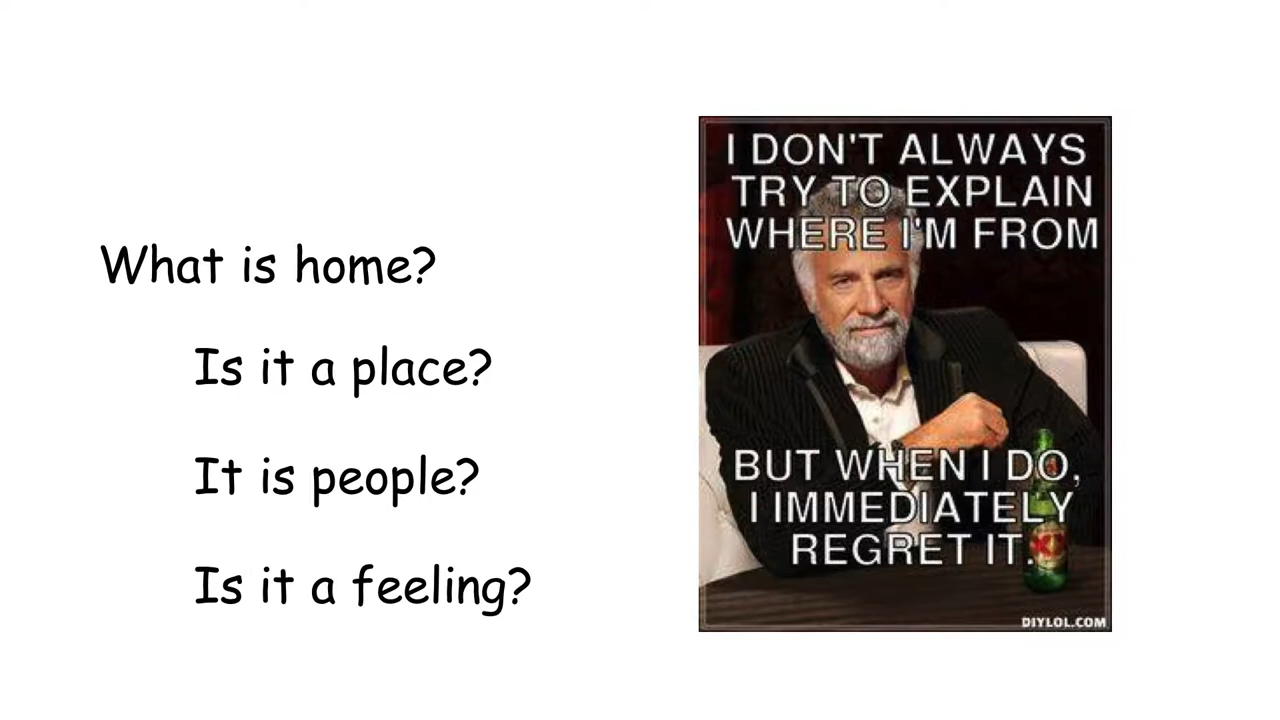 What is home?
Is it a place?
It is people?
Is it a feeling?
I DON'T ALWAYS
TRY TO EXPLAIN
WHERE I'M FROM
BUT WHEN I DO,
I IMMEDIATELY
REGRET IT.
XX
DIYLOL.COM